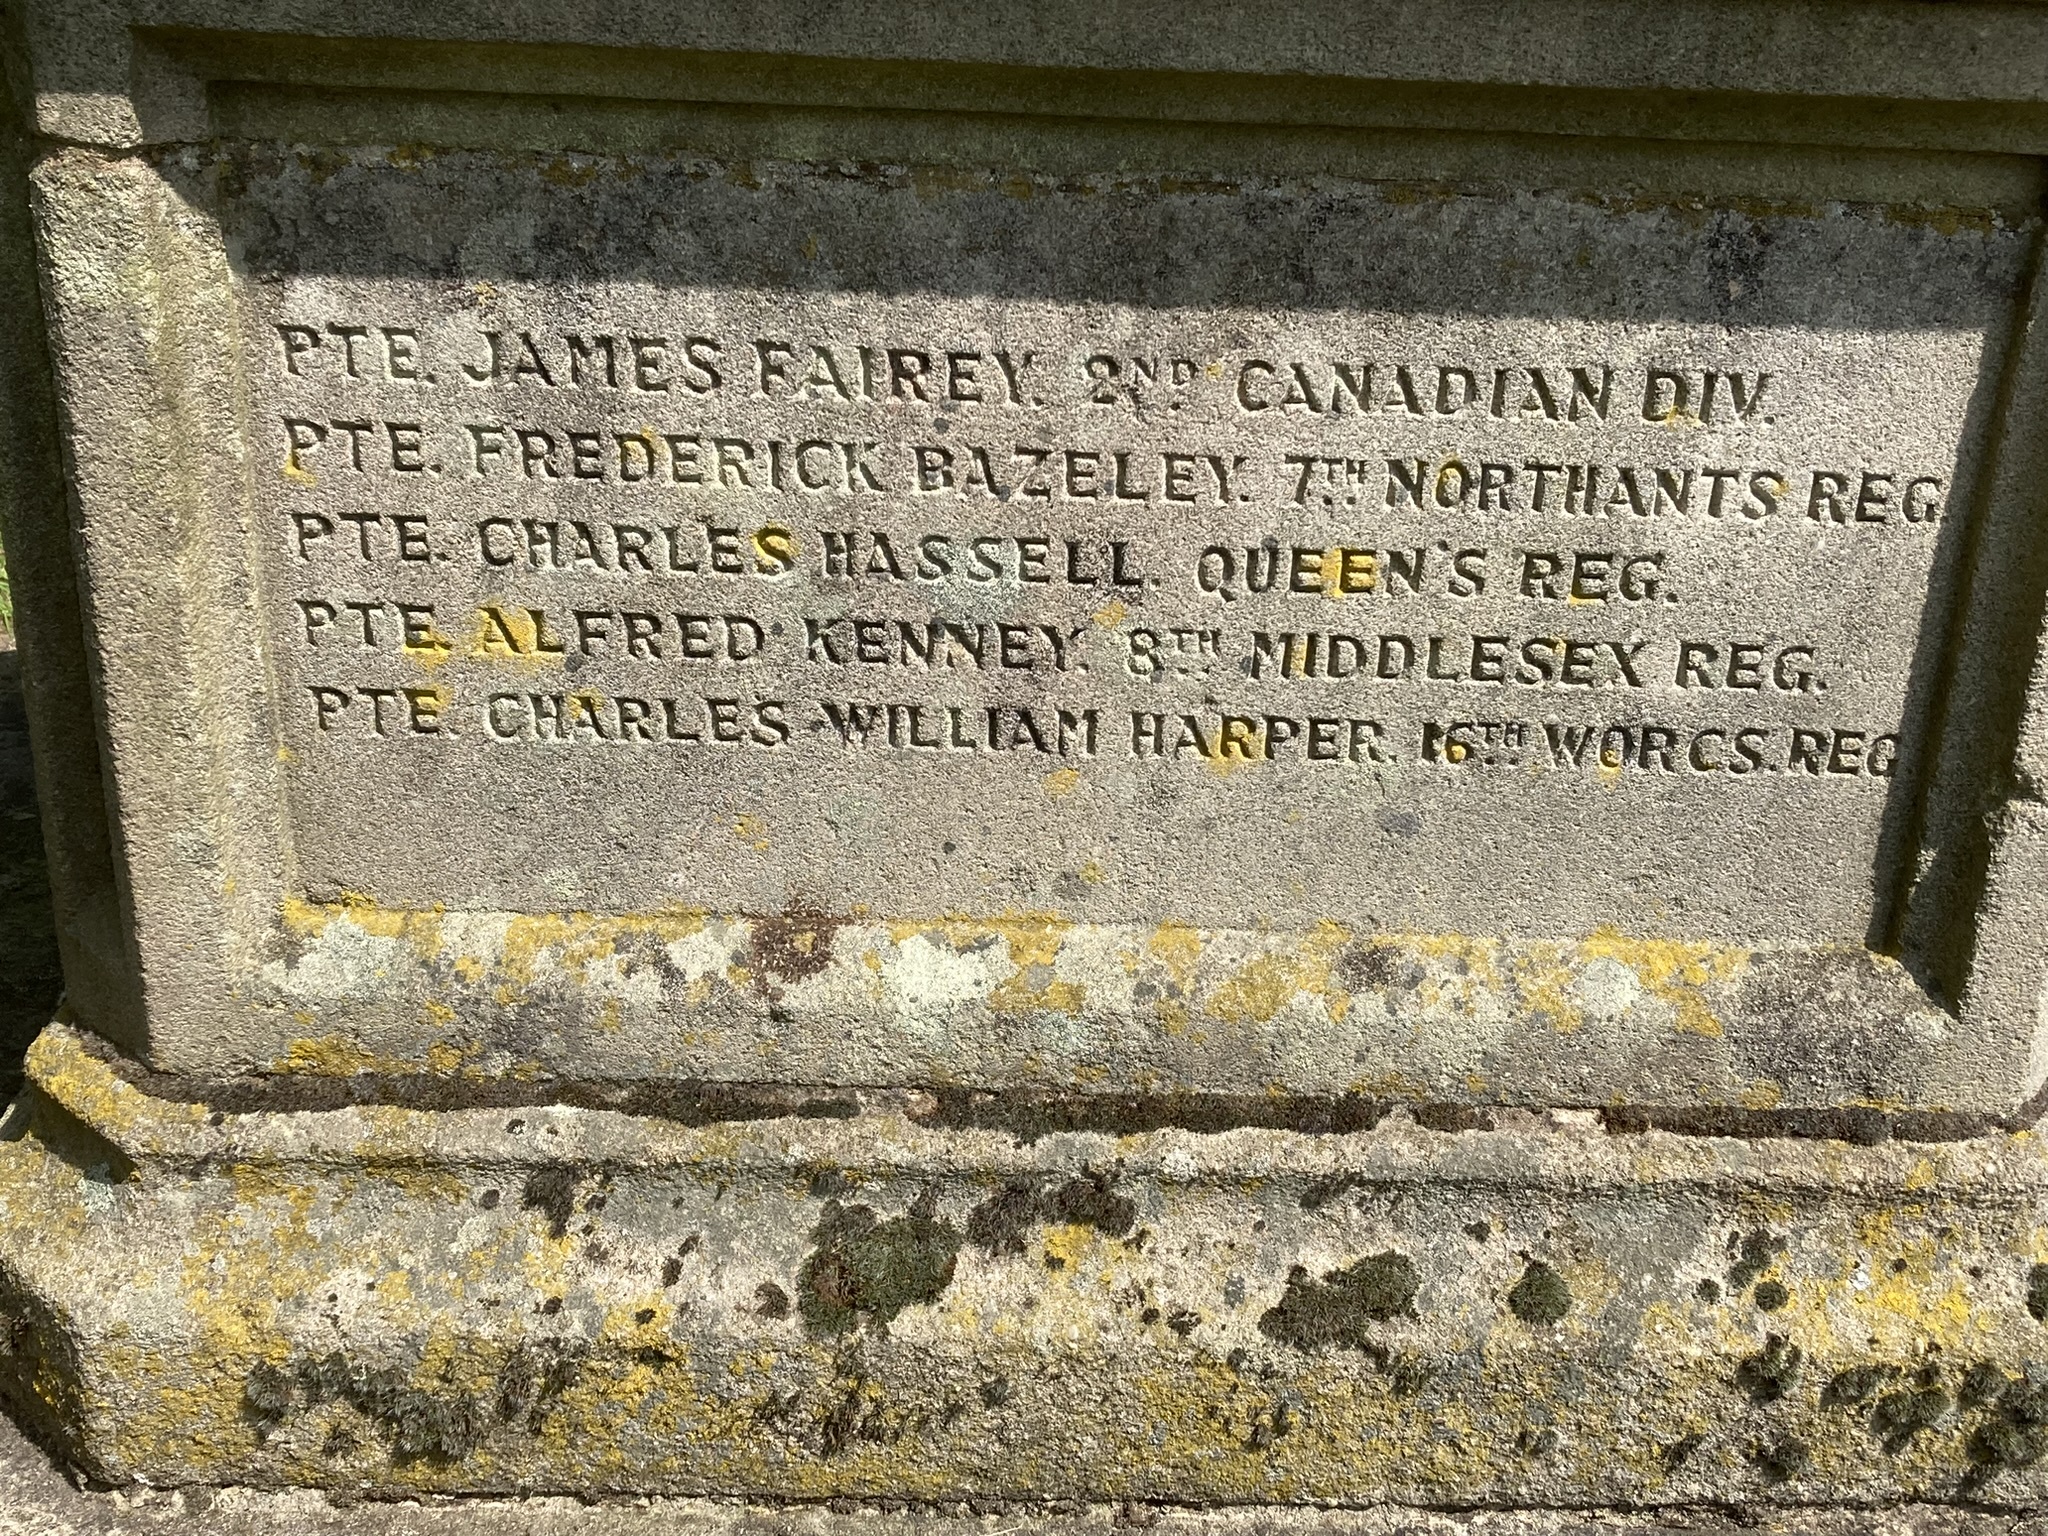 PTE. JAMES FAIREY. 2ND CANADIAN DIV.
PTE. FREDERICK BAZELEY. 7TH NORTHANTS REG
PTE. CHARLES HASSELL. QUEEN'S REG.
PTE. ALFRED KENNEY. 8TH MIDDLESEX REG.
PTE. CHARLES WILLIAM HARPER. 16TH WORCS. REG.